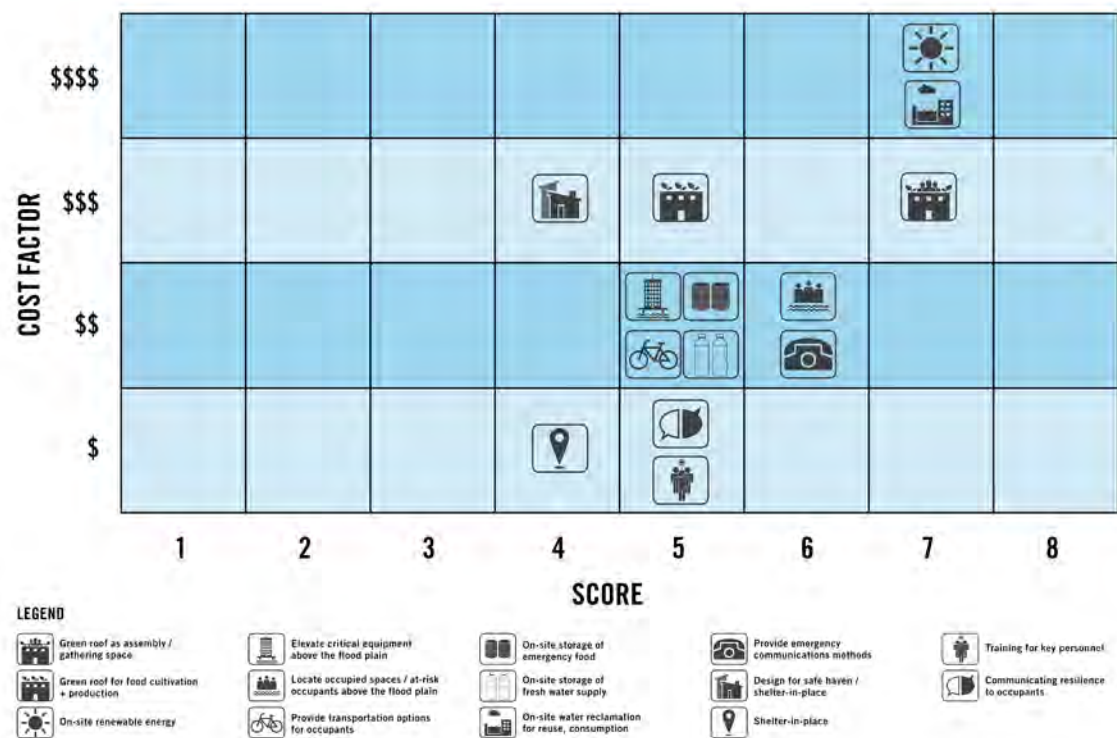 $$$$
$$$
$$
$
COST FACTOR
1 2 3 4 5 6 7 8
SCORE
LEGEND
Green roof as assembly /
gathering space
Green roof for food cultivation
+ production
On-site renewable energy
Elevate critical equipment
above the flood plain
Locate occupied spaces / at-risk
occupants above the flood plain
Provide transportation options
for occupants
On-site storage of
emergency food
On-site storage of
fresh water supply
On-site water reclamation
for reuse, consumption
Provide emergency
communications methods
Design for safe haven /
shelter-in-place
Shelter-in-place
Training for key personnel
Communicating resilience
to occupants